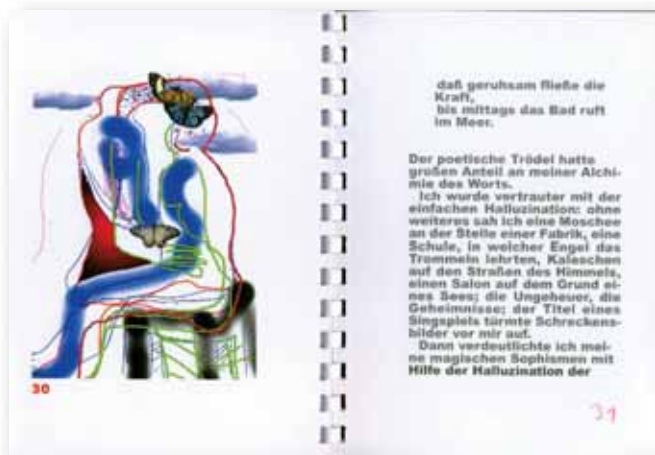 30
daß geruhsam fließe die
Kraft,
bis mittags das Bad ruft
im Meer.
Der poetische Trödel hatte
großen Anteil an meiner Alchi-
mie des Worts.
Ich wurde vertrauter mit der
einfachen Halluzination: ohne
weiteres sah ich eine Moschee
an der Stelle einer Fabrik, eine
Schule, in welcher Engel das
Trommeln lehrten, Kaleschen
auf den Straßen des Himmels,
einen Salon auf dem Grund ei-
nes Sees; die Ungeheuer, die
Geheimnisse; der Titel eines
Singspiels türmte Schreckens-
bilder vor mir auf.
Dann verdeutlichte ich mei-
ne magischen Sophismen mit
Hilfe der Halluzination der
31